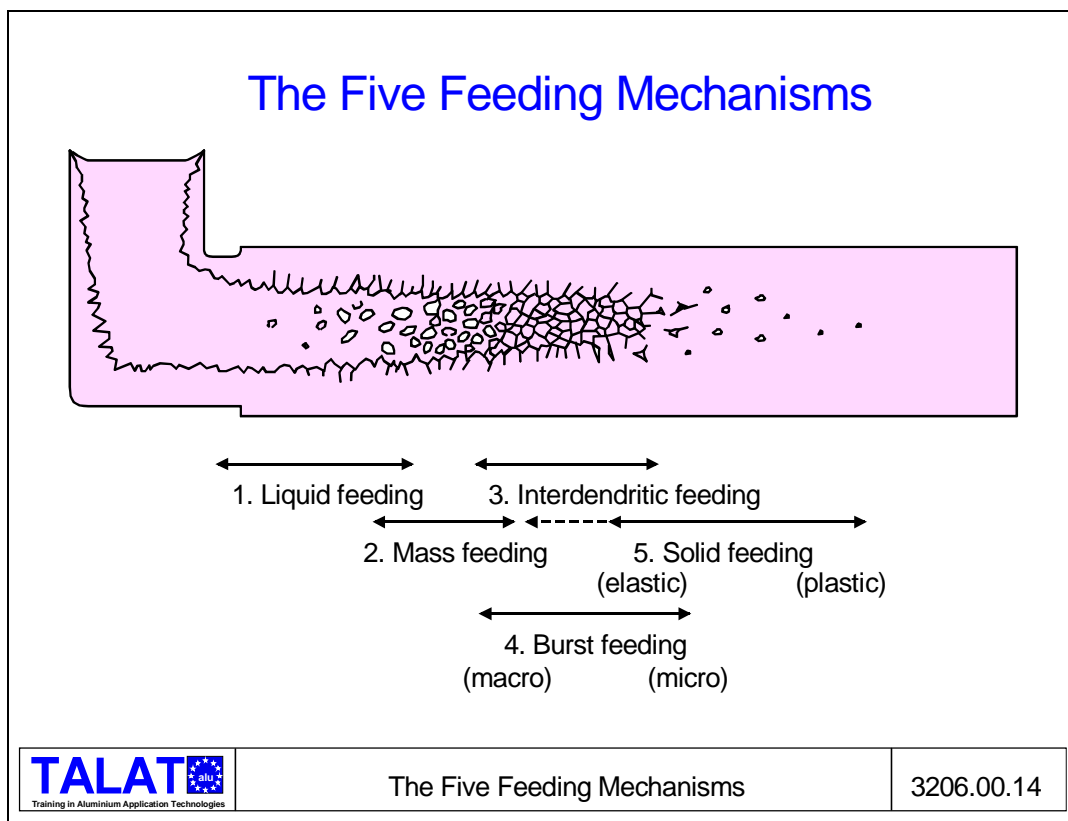 The Five Feeding Mechanisms
1. Liquid feeding
3. Interdendritic feeding
2. Mass feeding
5. Solid feeding
(elastic)
(plastic)
4. Burst feeding
(macro)
(micro)
TALAT
alu
Training in Aluminium Application Technologies
The Five Feeding Mechanisms
3206.00.14